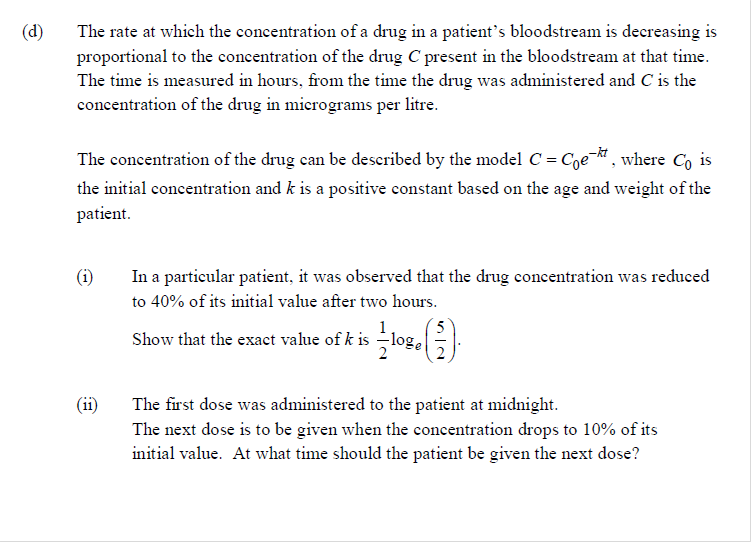 (d) The rate at which the concentration of a drug in a patient's bloodstream is decreasing is
proportional to the concentration of the drug C present in the bloodstream at that time.
The time is measured in hours, from the time the drug was administered and C is the
concentration of the drug in micrograms per litre.
The concentration of the drug can be described by the model C = C₀e^{-kt}, where C₀ is
the initial concentration and k is a positive constant based on the age and weight of the
patient.
(i) In a particular patient, it was observed that the drug concentration was reduced
to 40% of its initial value after two hours.
Show that the exact value of k is \frac{1}{2}log_e(\frac{5}{2}).
(ii) The first dose was administered to the patient at midnight.
The next dose is to be given when the concentration drops to 10% of its
initial value. At what time should the patient be given the next dose?